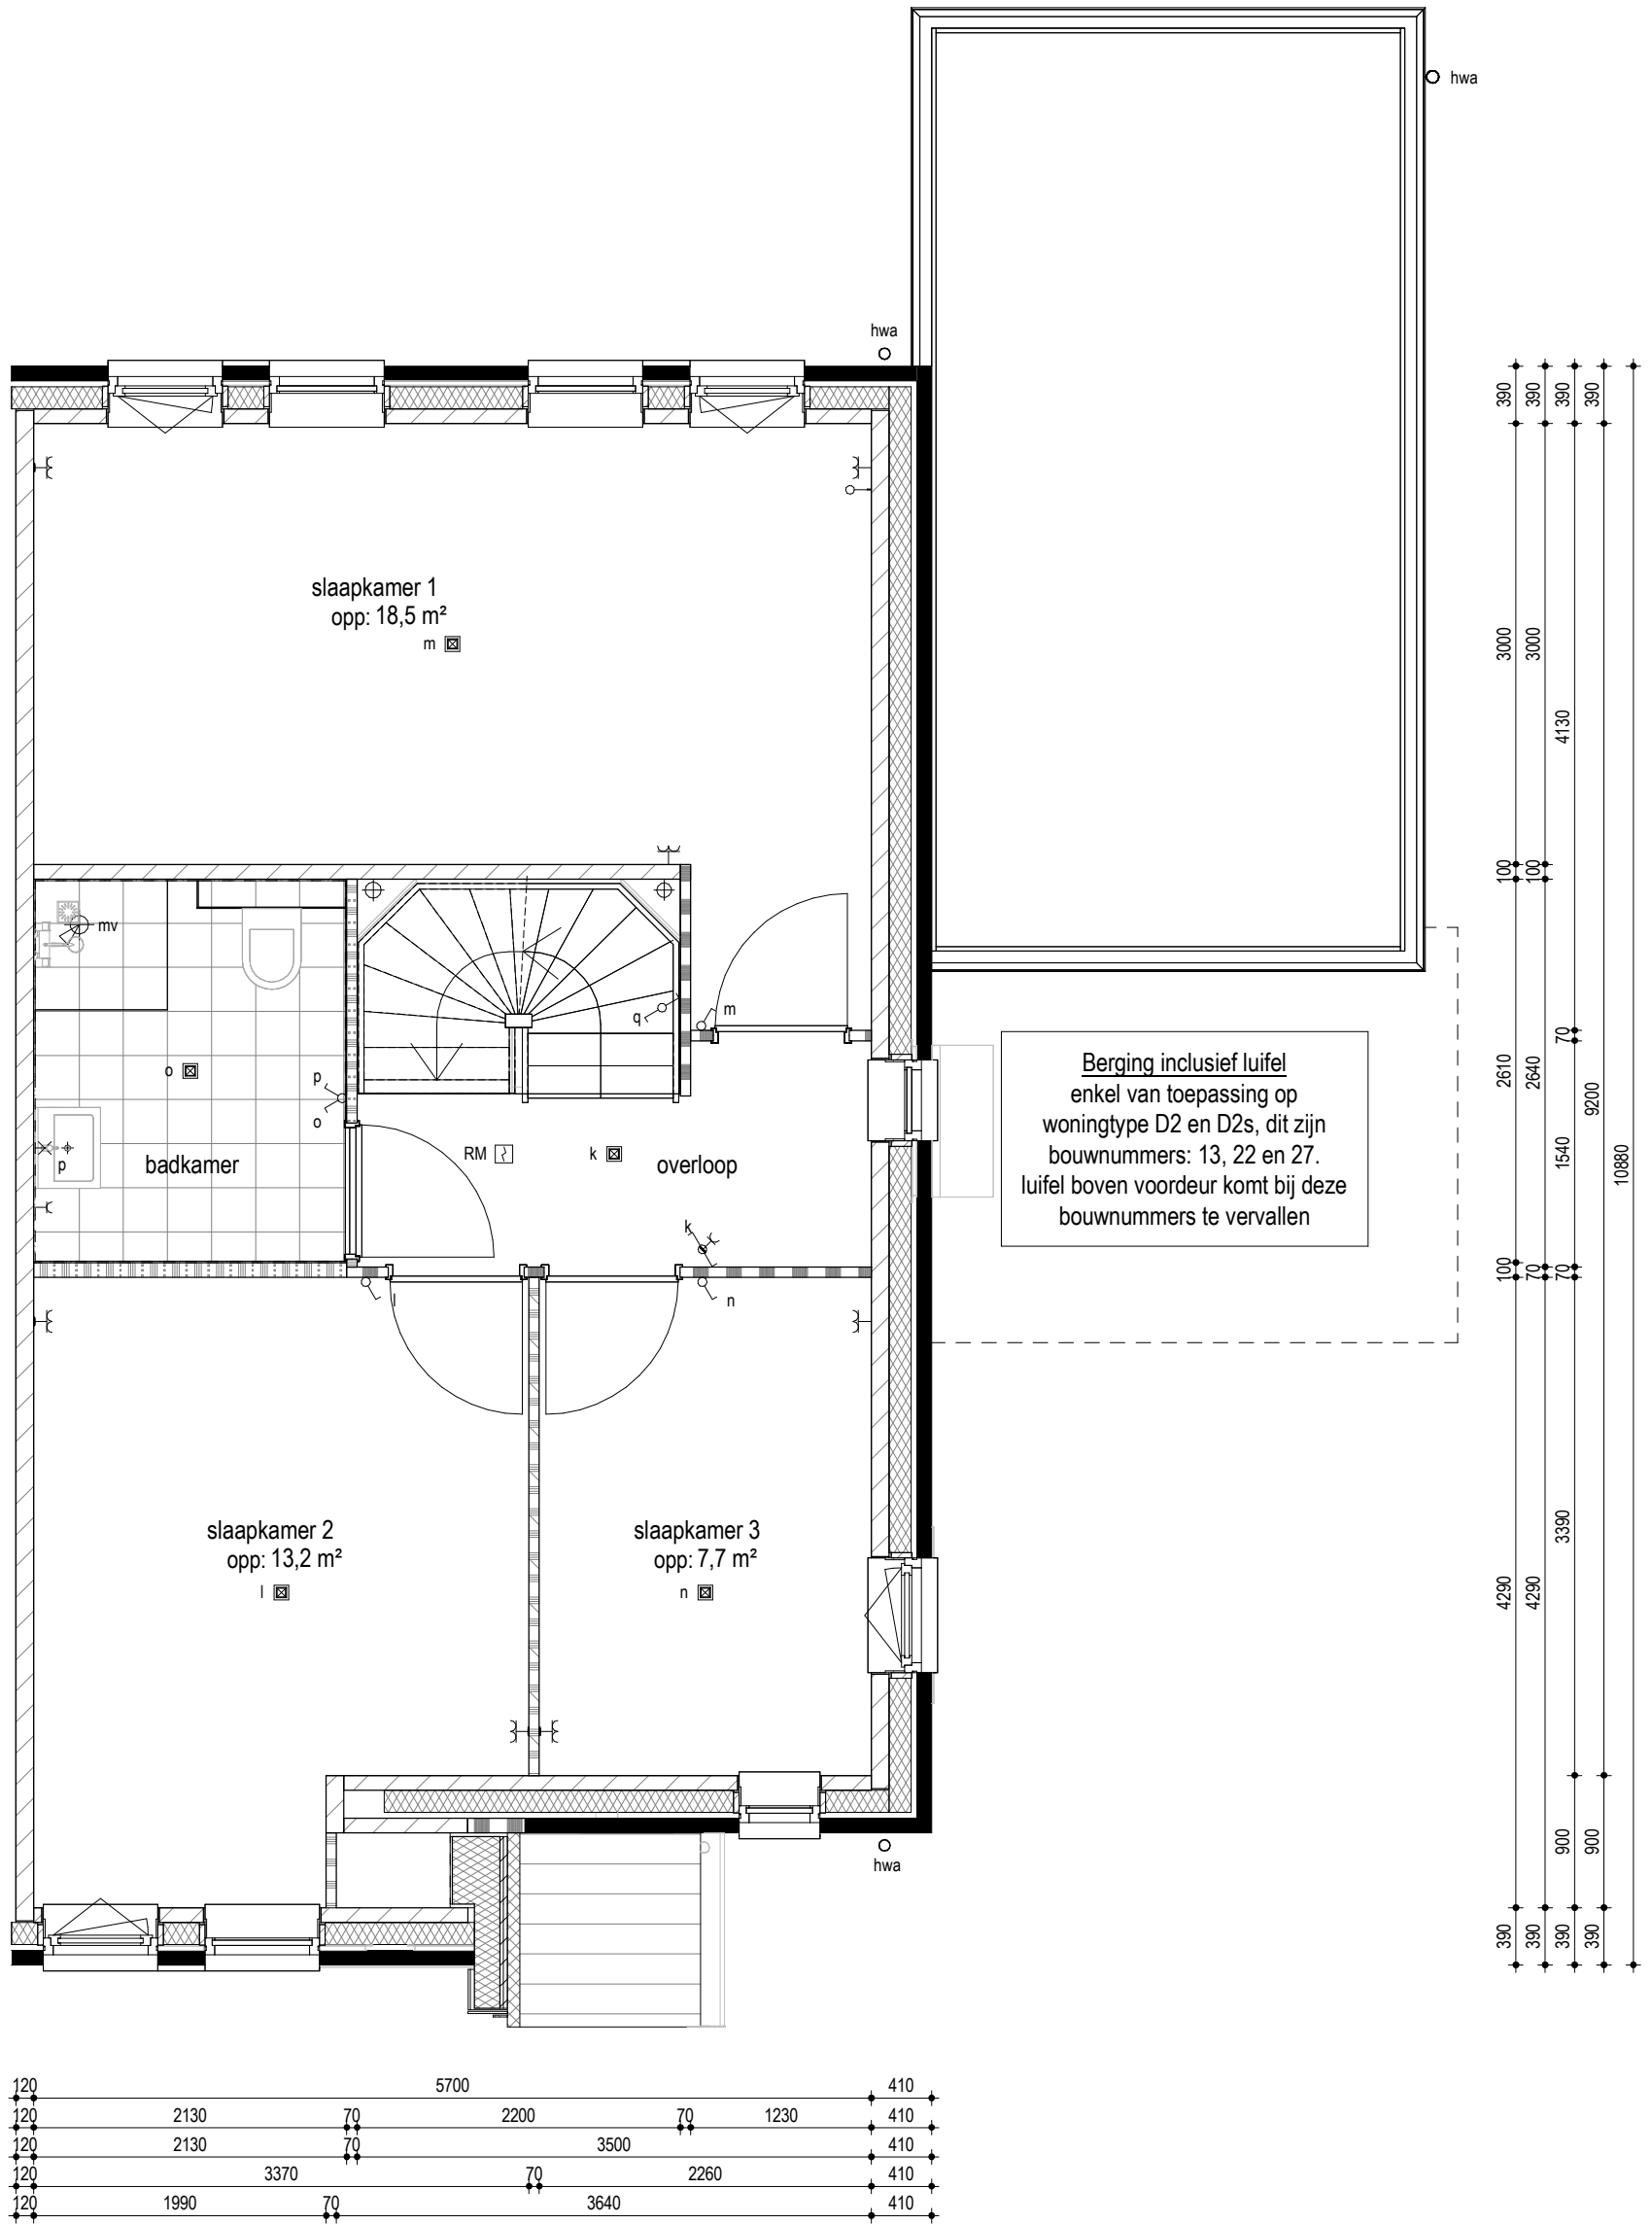 hwa
hwa
slaapkamer 1
opp: 18,5 m²
m
mv
q
m
o
p
o
p
badkamer
RM
k
overloop
k
l
n
Berging inclusief luifel
enkel van toepassing op
woningtype D2 en D2s, dit zijn
bouwnummers: 13, 22 en 27.
luifel boven voordeur komt bij deze
bouwnummers te vervallen
slaapkamer 2
opp: 13,2 m²
l
slaapkamer 3
opp: 7,7 m²
n
hwa
390 3000 100 2610 100 4290 390
390 3000 100 2640 70 4290 390
390 4130 70 1540 70 3390 900 390
390 9200 900 390
10880
120 5700 410
120 2130 70 2200 70 1230 410
120 2130 70 3500 410
120 3370 70 2260 410
120 1990 70 3640 410